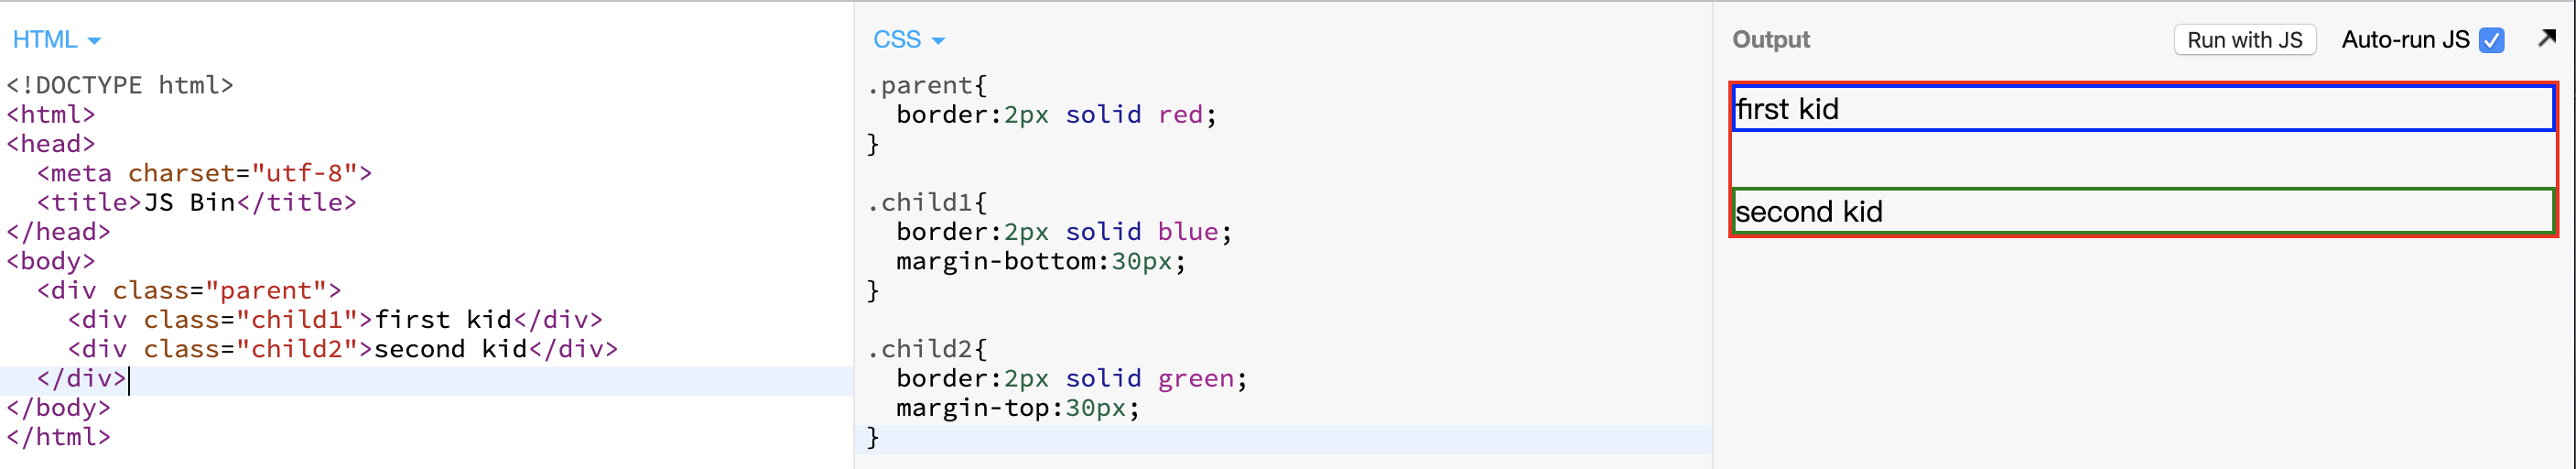 HTML
<!DOCTYPE html>
<html>
<head>
  <meta charset="utf-8">
  <title>JS Bin</title>
</head>
<body>
  <div class="parent">
    <div class="child1">first kid</div>
    <div class="child2">second kid</div>
  </div>
</body>
</html>
CSS
.parent{
  border:2px solid red;
}

.child1{
  border:2px solid blue;
  margin-bottom:30px;
}

.child2{
  border:2px solid green;
  margin-top:30px;
}
Output Run with JS Auto-run JS
first kid
second kid